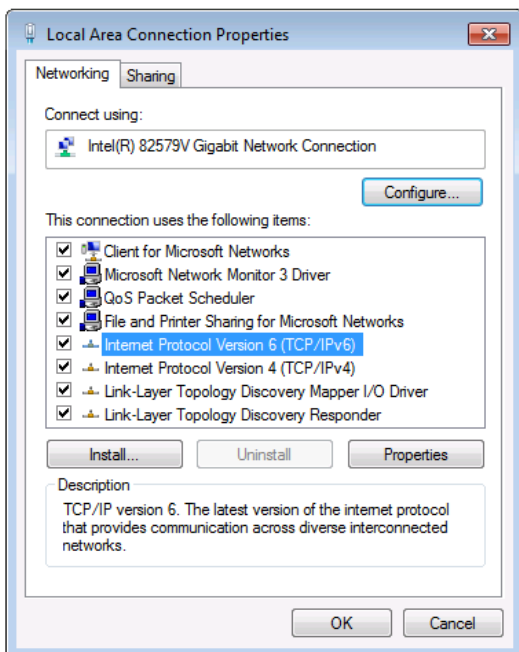 Local Area Connection Properties
Networking
Sharing
Connect using:
Intel(R) 82579V Gigabit Network Connection
Configure...
This connection uses the following items:
Client for Microsoft Networks
Microsoft Network Monitor 3 Driver
QoS Packet Scheduler
File and Printer Sharing for Microsoft Networks
Internet Protocol Version 6 (TCP/IPv6)
Internet Protocol Version 4 (TCP/IPv4)
Link-Layer Topology Discovery Mapper I/O Driver
Link-Layer Topology Discovery Responder
Install... Uninstall Properties
Description
TCP/IP version 6. The latest version of the internet protocol
that provides communication across diverse interconnected
networks.
OK Cancel